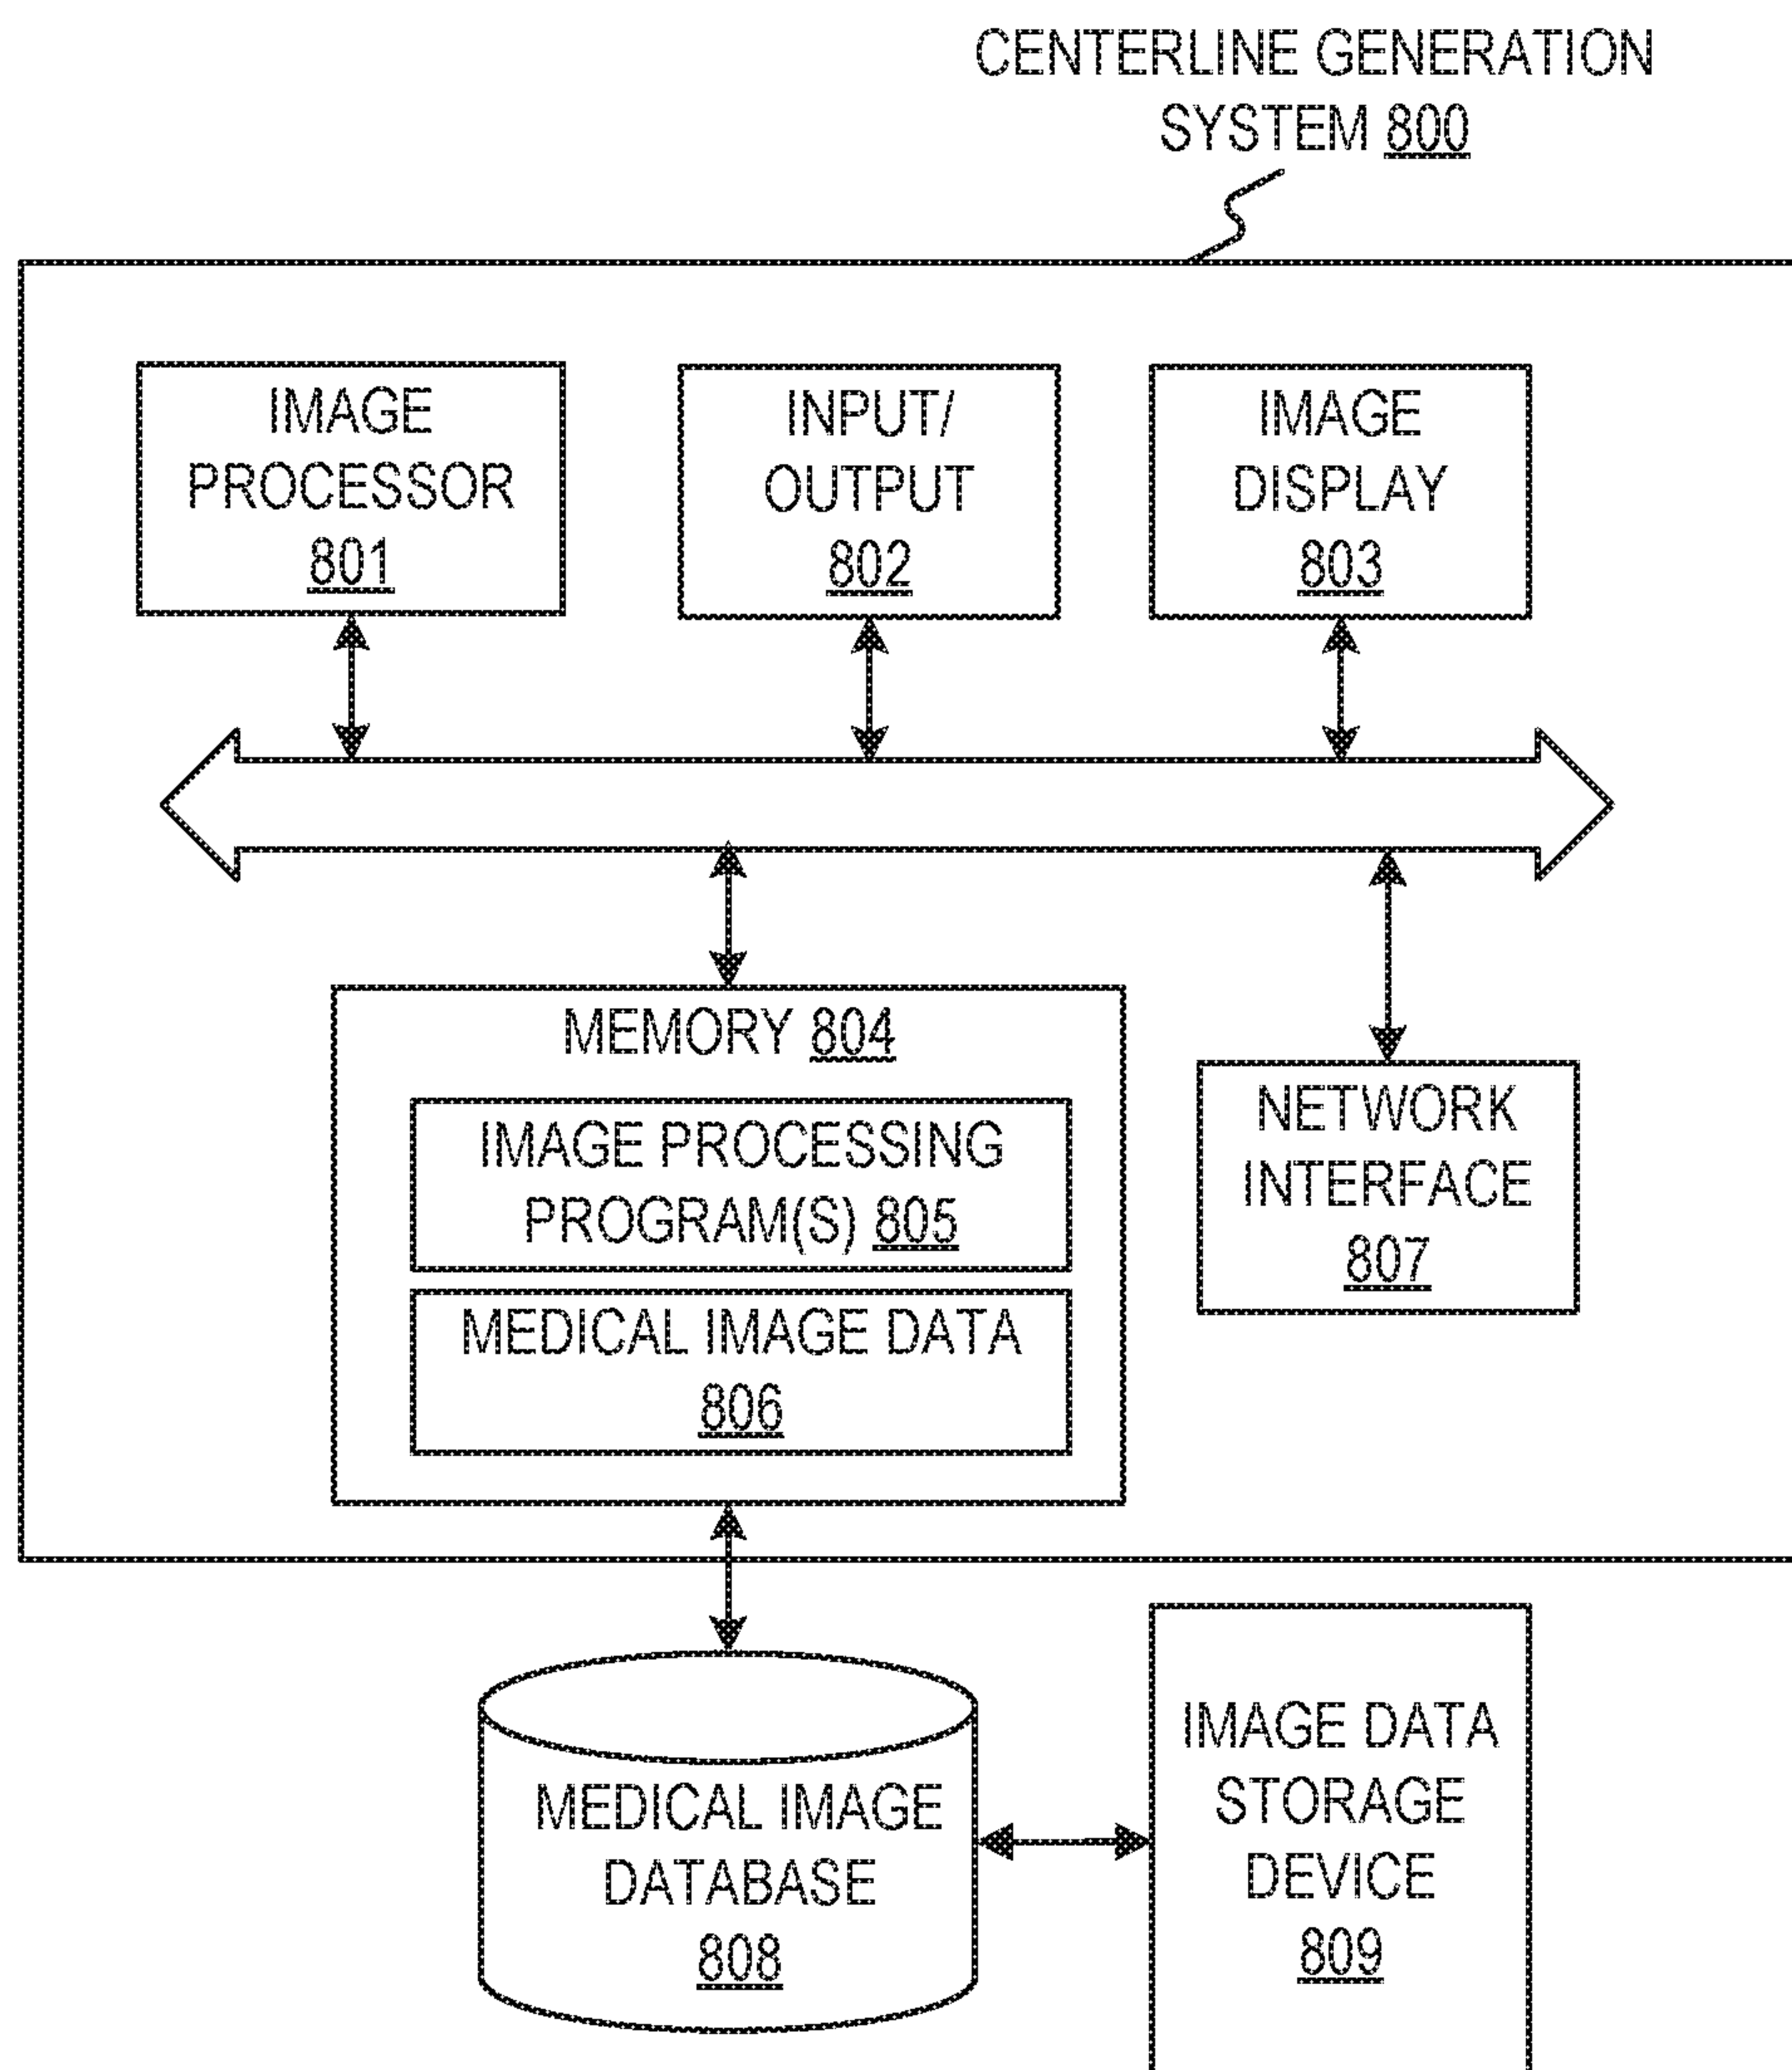 CENTERLINE GENERATION
SYSTEM 800
IMAGE
PROCESSOR
801
INPUT/
OUTPUT
802
IMAGE
DISPLAY
803
MEMORY 804
IMAGE PROCESSING
PROGRAM(S) 805
MEDICAL IMAGE DATA
806
NETWORK
INTERFACE
807
MEDICAL IMAGE
DATABASE
808
IMAGE DATA
STORAGE
DEVICE
809